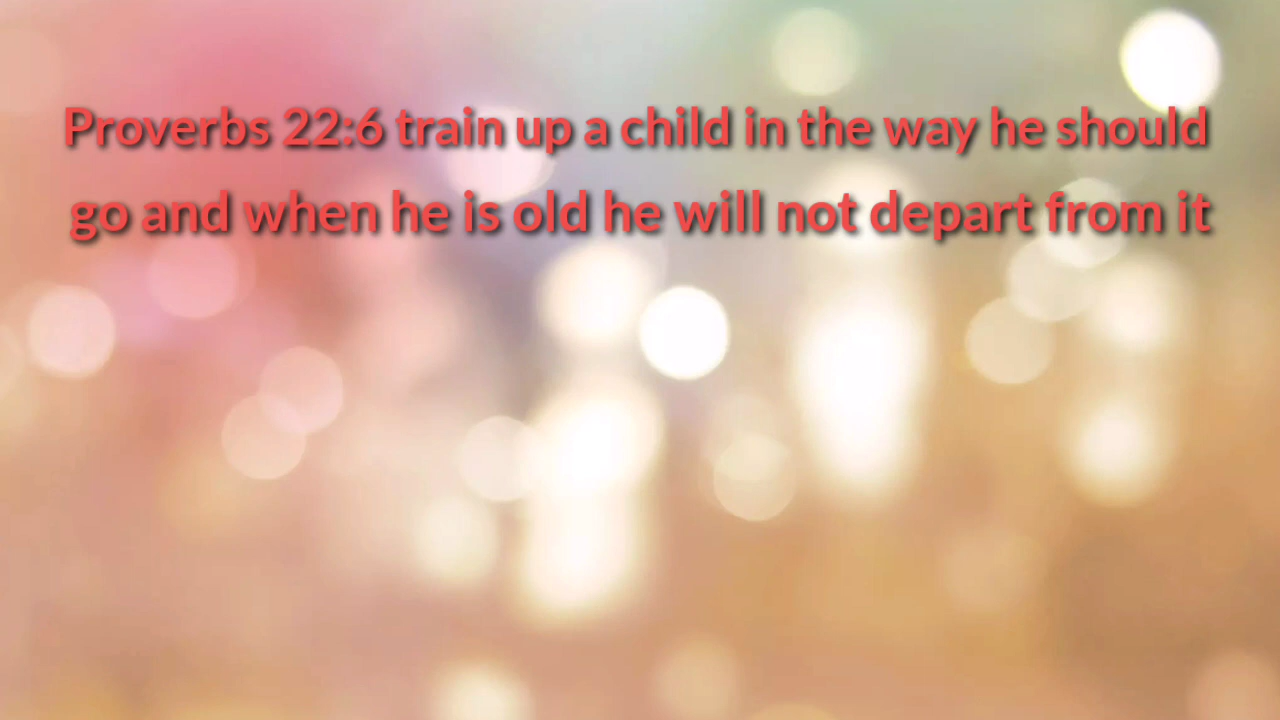 Proverbs 22:6 train up a child in the way he should
go and when he is old he will not depart from it